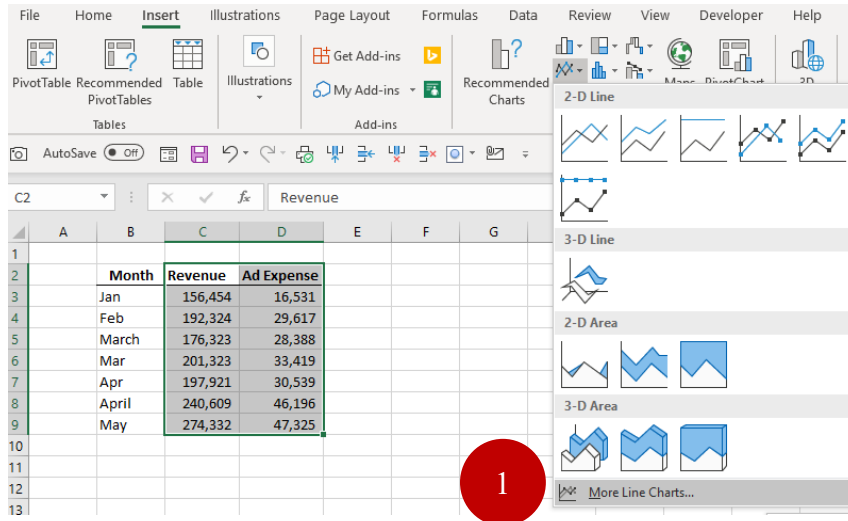 File Home Insert Illustrations Page Layout Formulas Data Review View Developer Help
PivotTable Recommended PivotTables Table
Illustrations
Get Add-ins
My Add-ins
Recommended Charts
Maps PivotChart 3D
Tables Add-ins
AutoSave Off
C2 fx Revenue
2-D Line
3-D Line
2-D Area
3-D Area
More Line Charts...
A B C D E F G
1
2 Month Revenue Ad Expense
3 Jan 156,454 16,531
4 Feb 192,324 29,617
5 March 176,323 28,388
6 Mar 201,323 33,419
7 Apr 197,921 30,539
8 April 240,609 46,196
9 May 274,332 47,325
10
11
12
13
1